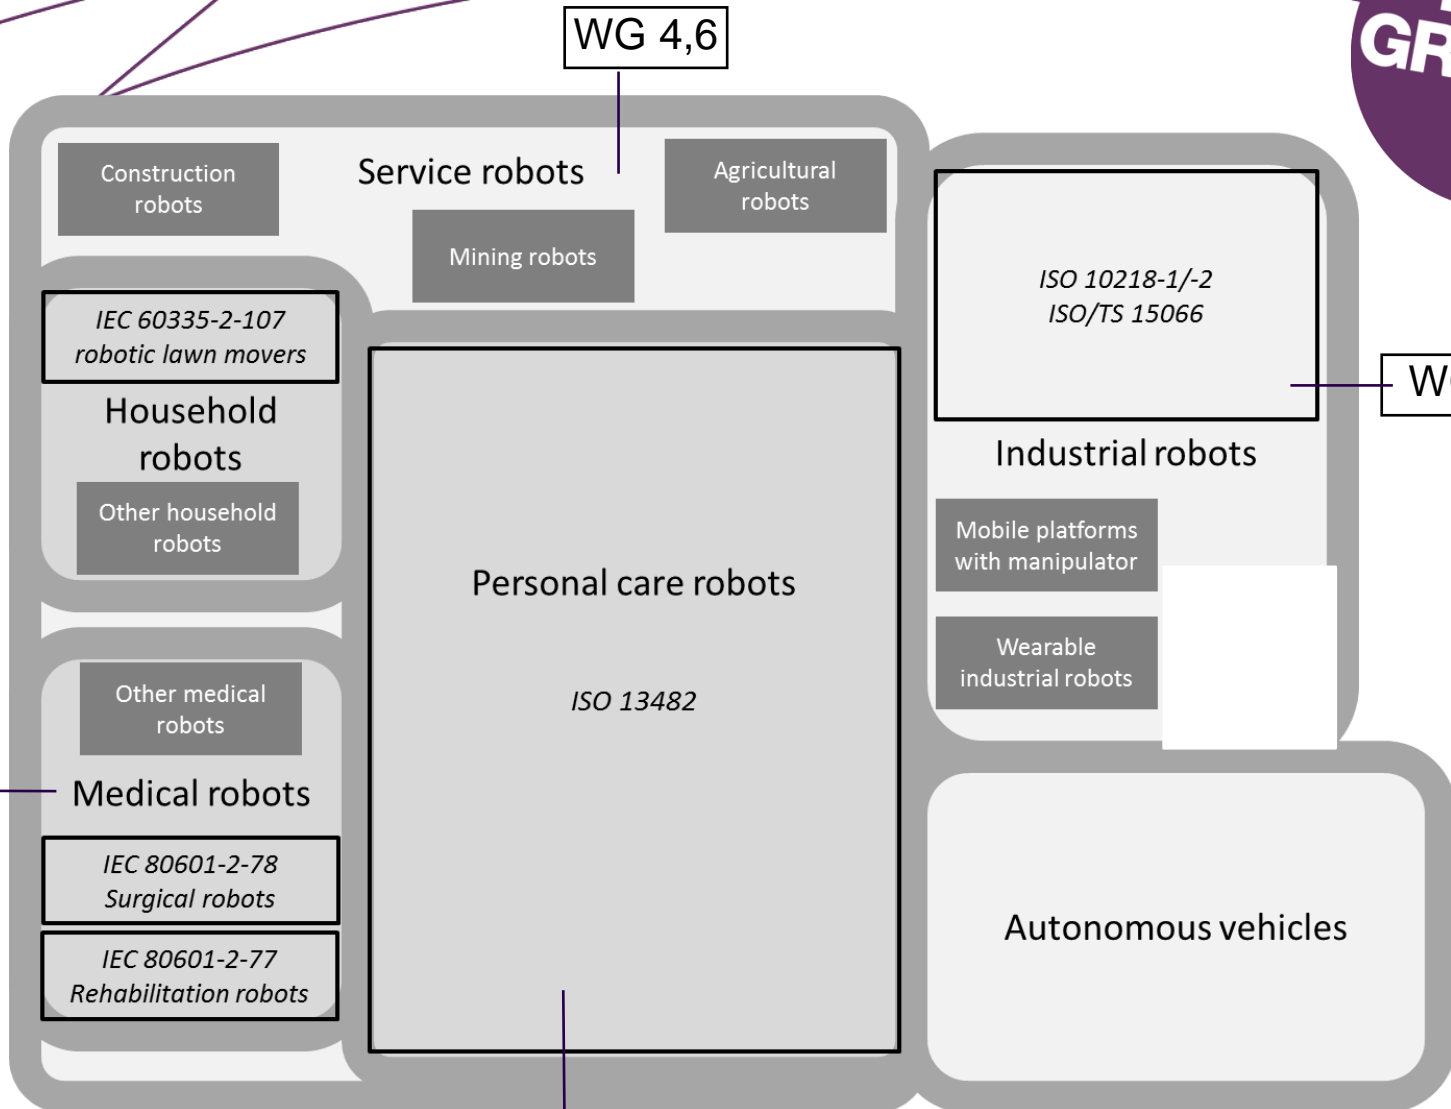 WG 4,6
Construction
robots
Service robots
Agricultural
robots
Mining robots
IEC 60335-2-107
robotic lawn movers
Household
robots
Other household
robots
Other medical
robots
Medical robots
IEC 80601-2-78
Surgical robots
IEC 80601-2-77
Rehabilitation robots
Personal care robots
ISO 13482
ISO 10218-1/-2
ISO/TS 15066
Industrial robots
Mobile platforms
with manipulator
Wearable
industrial robots
Autonomous vehicles